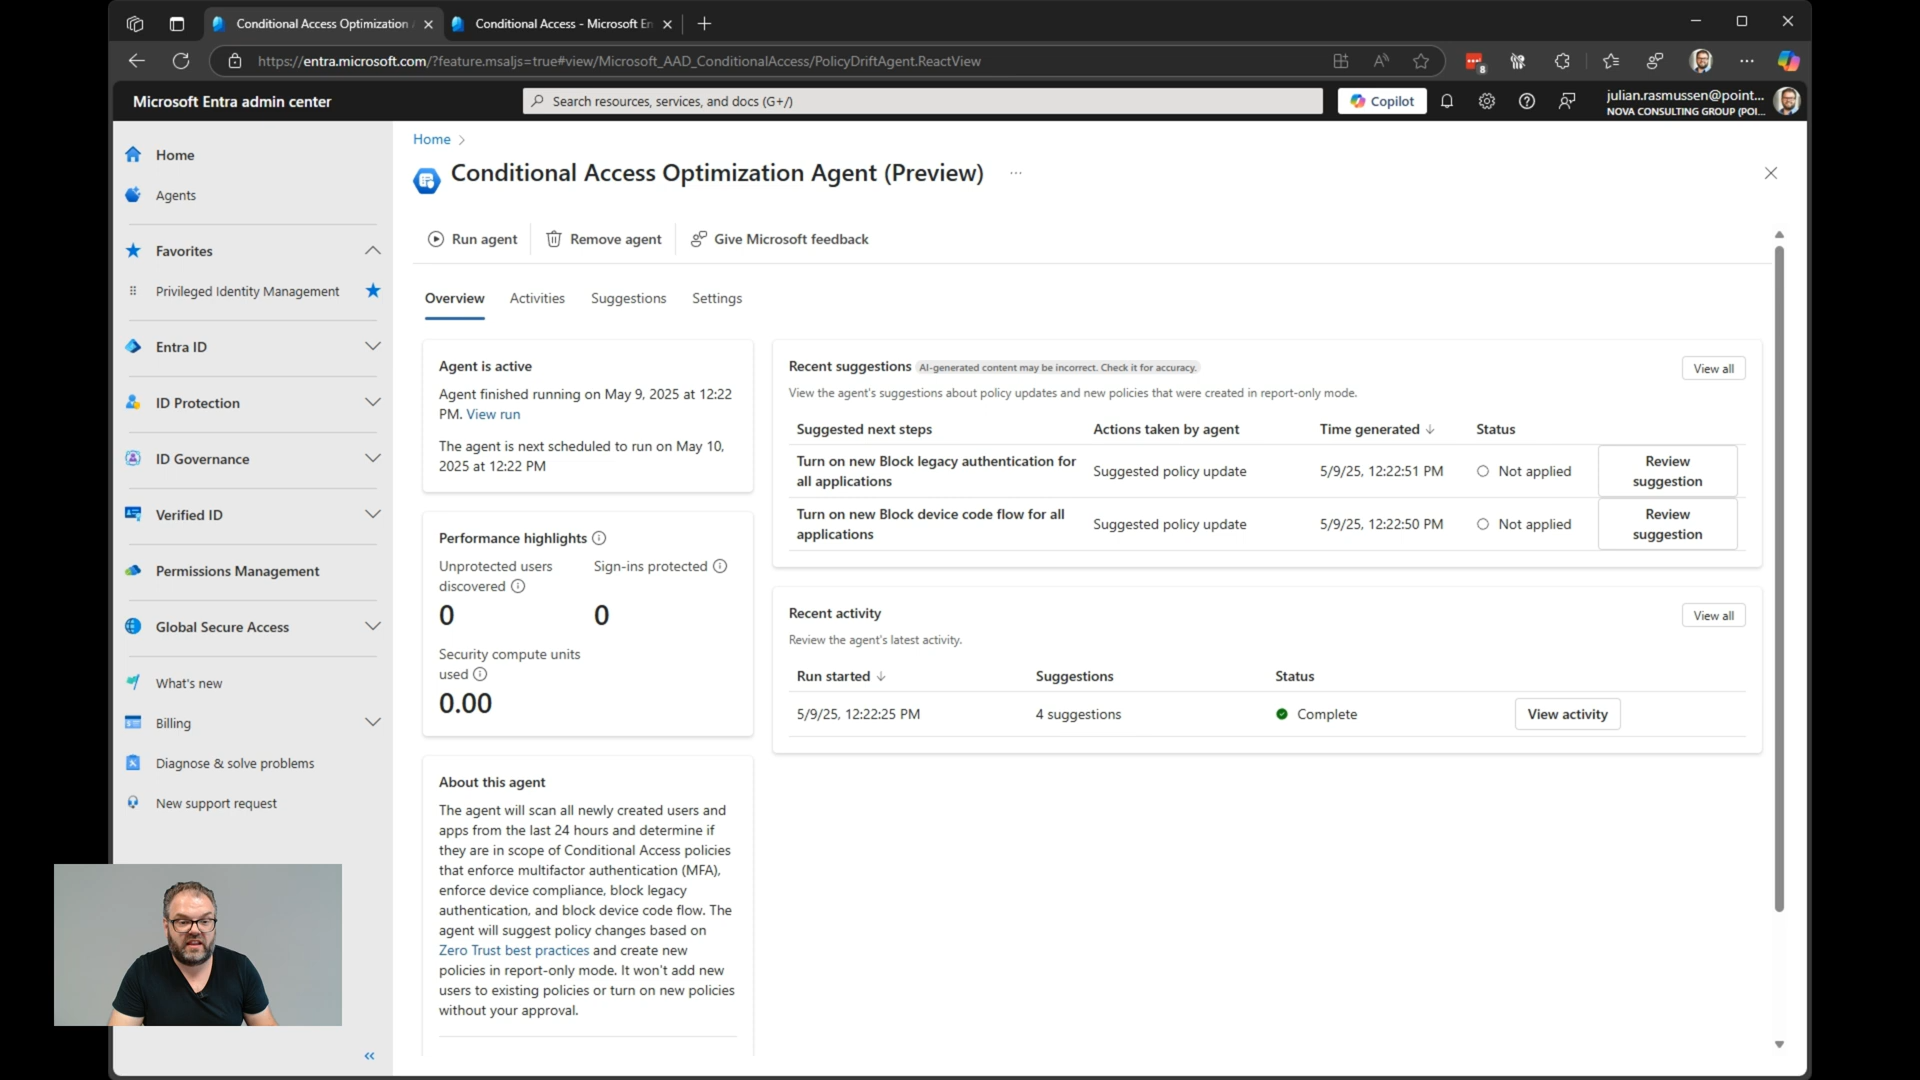 Conditional Access Optimization
Conditional Access - Microsoft En
https://entra.microsoft.com/?feature.msaljs=true#view/Microsoft_AAD_ConditionalAccess/PolicyDriftAgent.ReactView
8
Microsoft Entra admin center
Search resources, services, and docs (G+/)
Copilot
julian.rasmussen@point...
NOVA CONSULTING GROUP (POI...
Home
Agents
Favorites
Privileged Identity Management
Entra ID
ID Protection
ID Governance
Verified ID
Permissions Management
Global Secure Access
What's new
Billing
Diagnose & solve problems
New support request
Home
Conditional Access Optimization Agent (Preview)
Run agent
Remove agent
Give Microsoft feedback
Overview
Activities
Suggestions
Settings
Agent is active
Agent finished running on May 9, 2025 at 12:22
PM. View run
The agent is next scheduled to run on May 10,
2025 at 12:22 PM
Performance highlights
Unprotected users
discovered
0
Sign-ins protected
0
Security compute units
used
0.00
About this agent
The agent will scan all newly created users and
apps from the last 24 hours and determine if
they are in scope of Conditional Access policies
that enforce multifactor authentication (MFA),
enforce device compliance, block legacy
authentication, and block device code flow. The
agent will suggest policy changes based on
Zero Trust best practices and create new
policies in report-only mode. It won't add new
users to existing policies or turn on new policies
without your approval.
Recent suggestions AI-generated content may be incorrect. Check it for accuracy.
View all
View the agent's suggestions about policy updates and new policies that were created in report-only mode.
Suggested next steps Actions taken by agent Time generated Status
Turn on new Block legacy authentication for
all applications
Suggested policy update
5/9/25, 12:22:51 PM
Not applied
Review
suggestion
Turn on new Block device code flow for all
applications
Suggested policy update
5/9/25, 12:22:50 PM
Not applied
Review
suggestion
Recent activity
View all
Review the agent's latest activity.
Run started Suggestions Status
5/9/25, 12:22:25 PM 4 suggestions Complete View activity